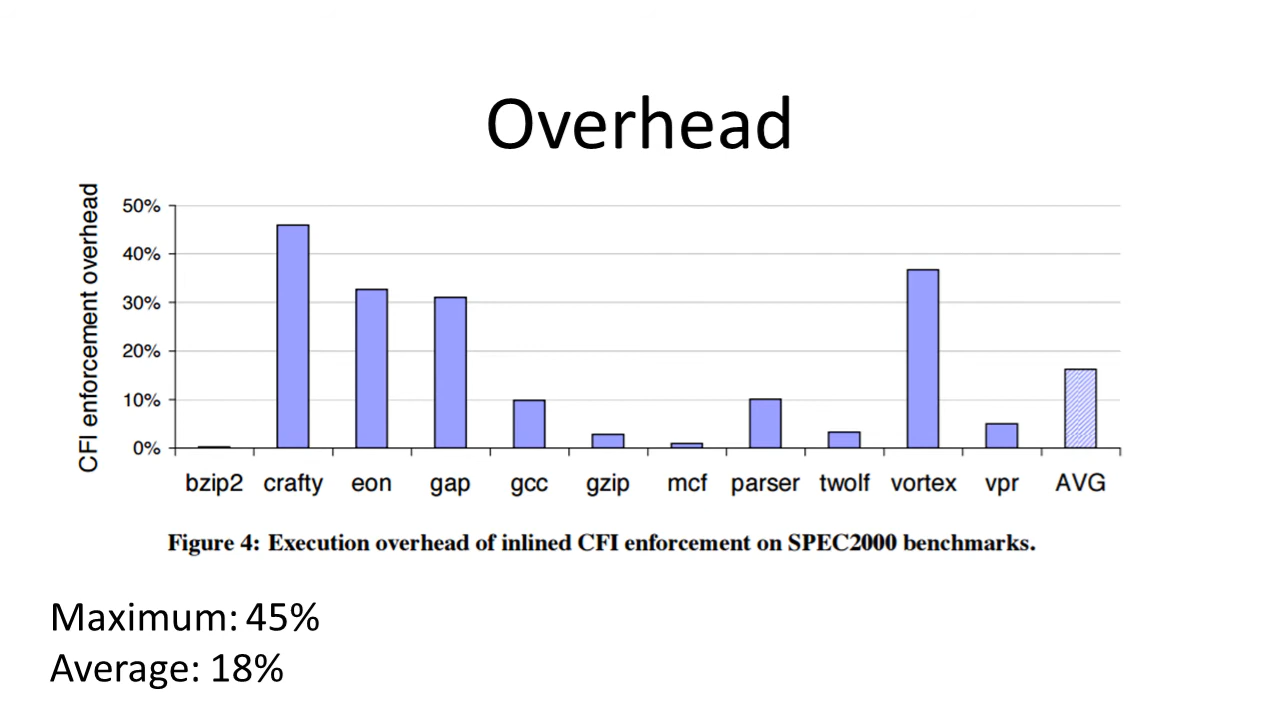 Overhead
CFI enforcement overhead
50%
40%
30%
20%
10%
0%
bzip2 crafty eon gap gcc gzip mcf parser twolf vortex vpr AVG
Figure 4: Execution overhead of inlined CFI enforcement on SPEC2000 benchmarks.
Maximum: 45%
Average: 18%